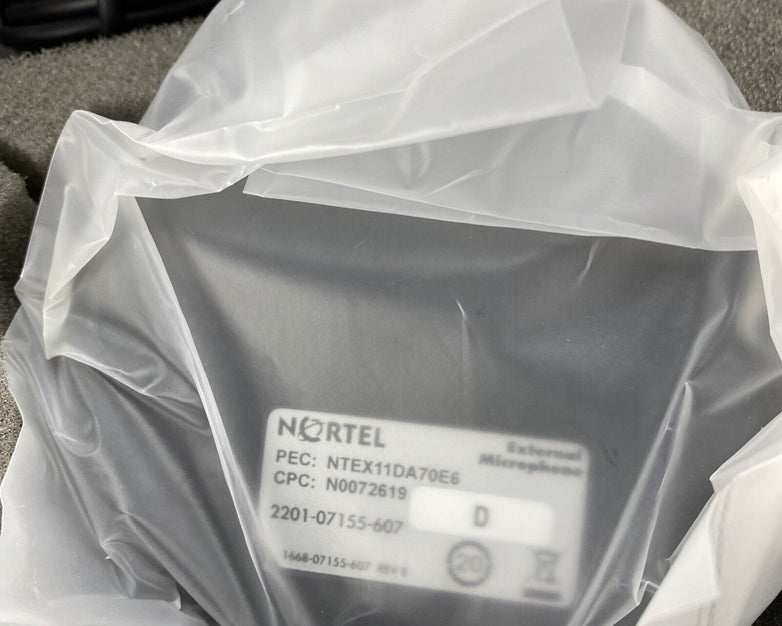 NORTEL
External
Microphone
PEC: NTEX11DA70E6
CPC: N0072619
D
2201-07155-607
1668-07155-607 REV
20